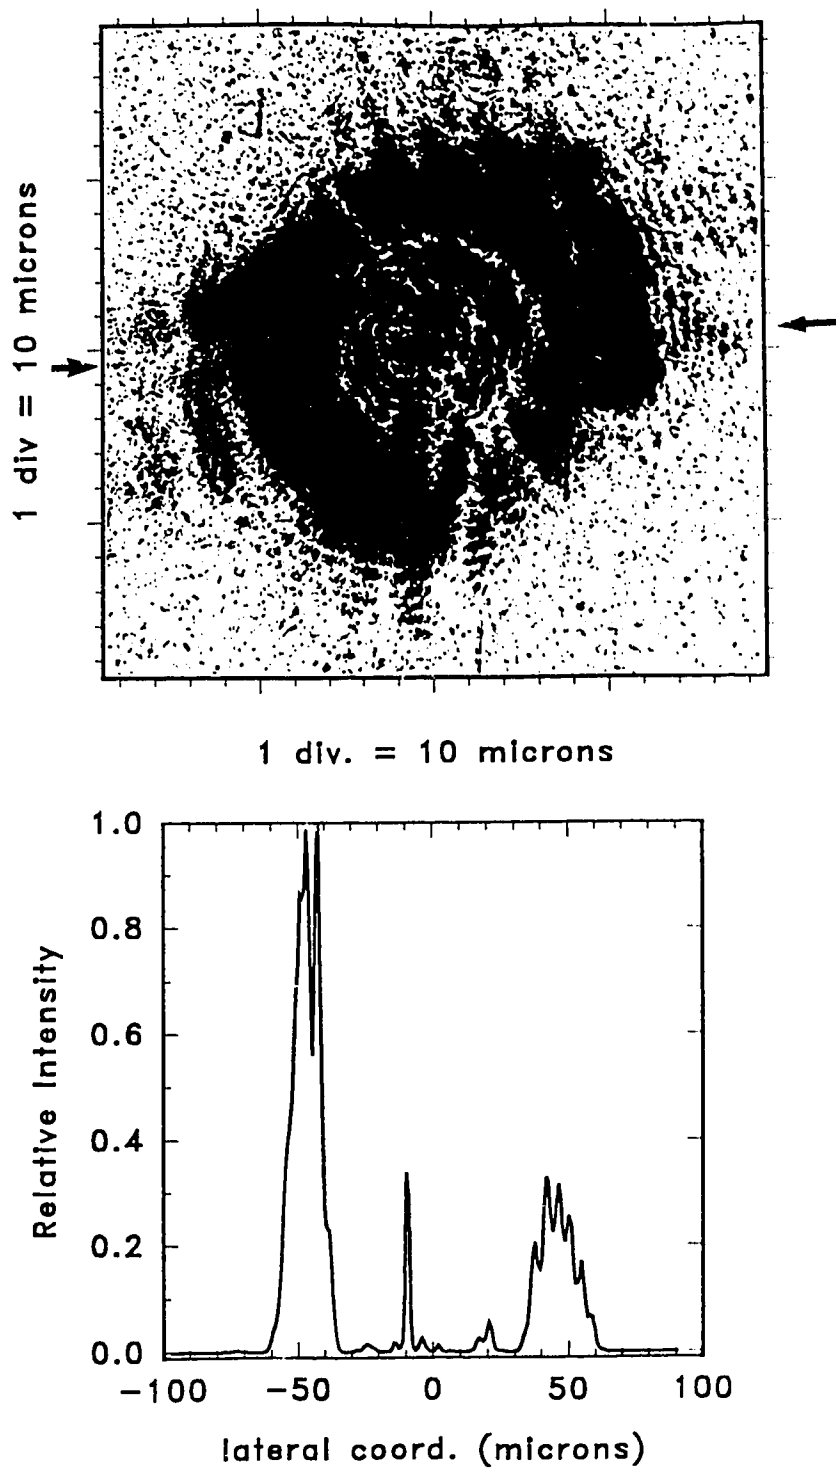 1 div = 10 microns
1 div. = 10 microns
1.0
0.8
0.6
0.4
0.2
0.0
Relative Intensity
-100
-50
0
50
100
lateral coord. (microns)